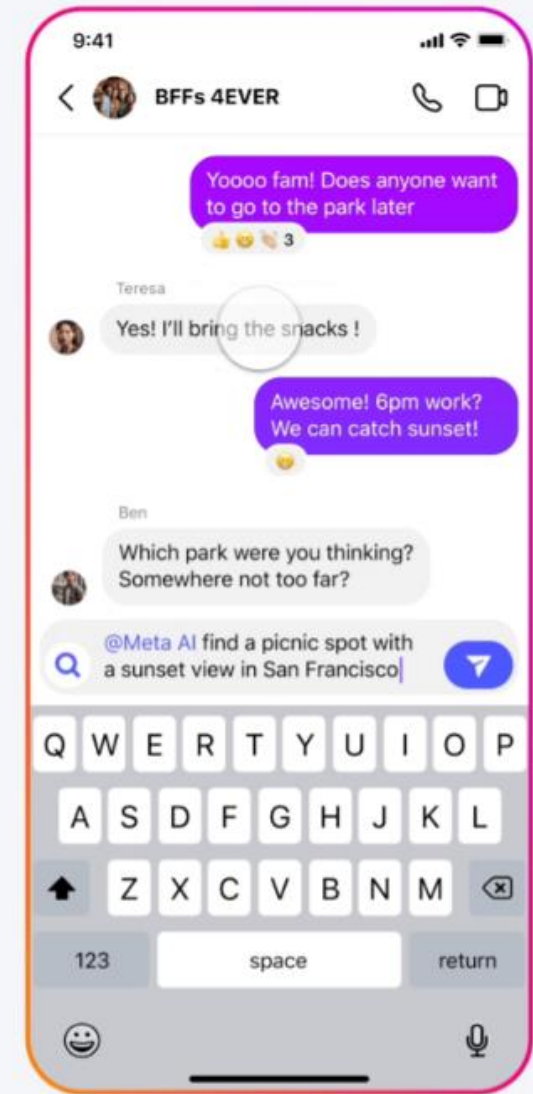 9:41
BFFs 4EVER
Yoooo fam! Does anyone want
to go to the park later
👍😁👏🏻 3
Teresa
Yes! I'll bring the snacks !
Awesome! 6pm work?
We can catch sunset!
Ben
Which park were you thinking?
Somewhere not too far?
@Meta AI find a picnic spot with
a sunset view in San Francisco
Q W E R T Y U I O P
A S D F G H J K L
Z X C V B N M
123 space return